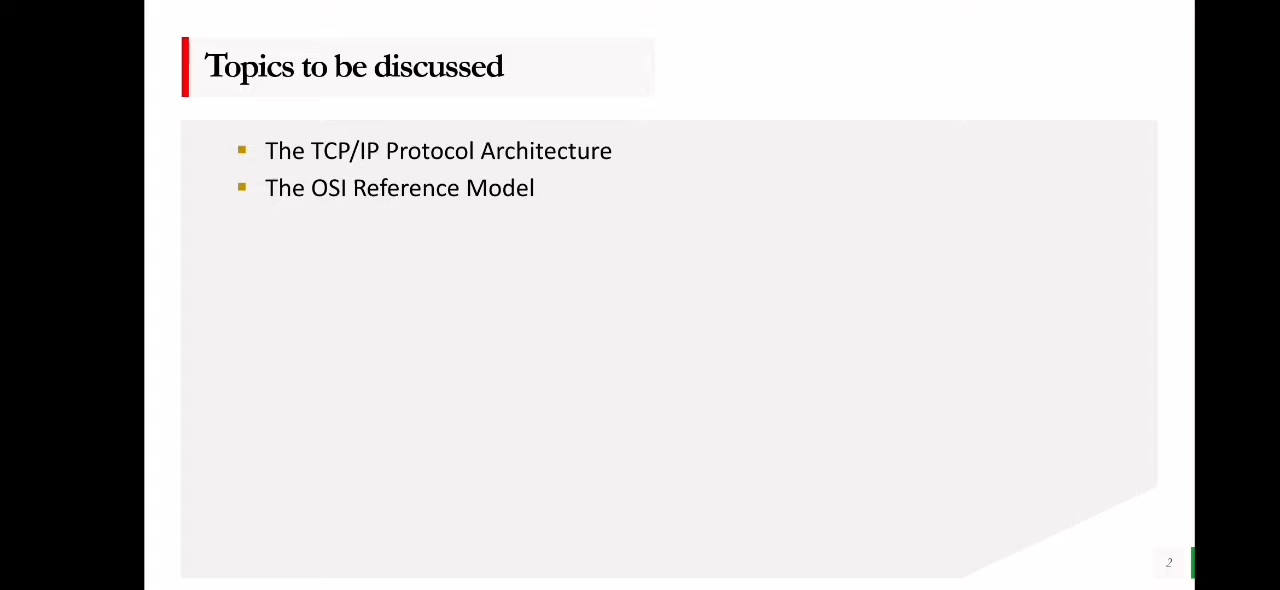 Topics to be discussed
The TCP/IP Protocol Architecture
The OSI Reference Model
2